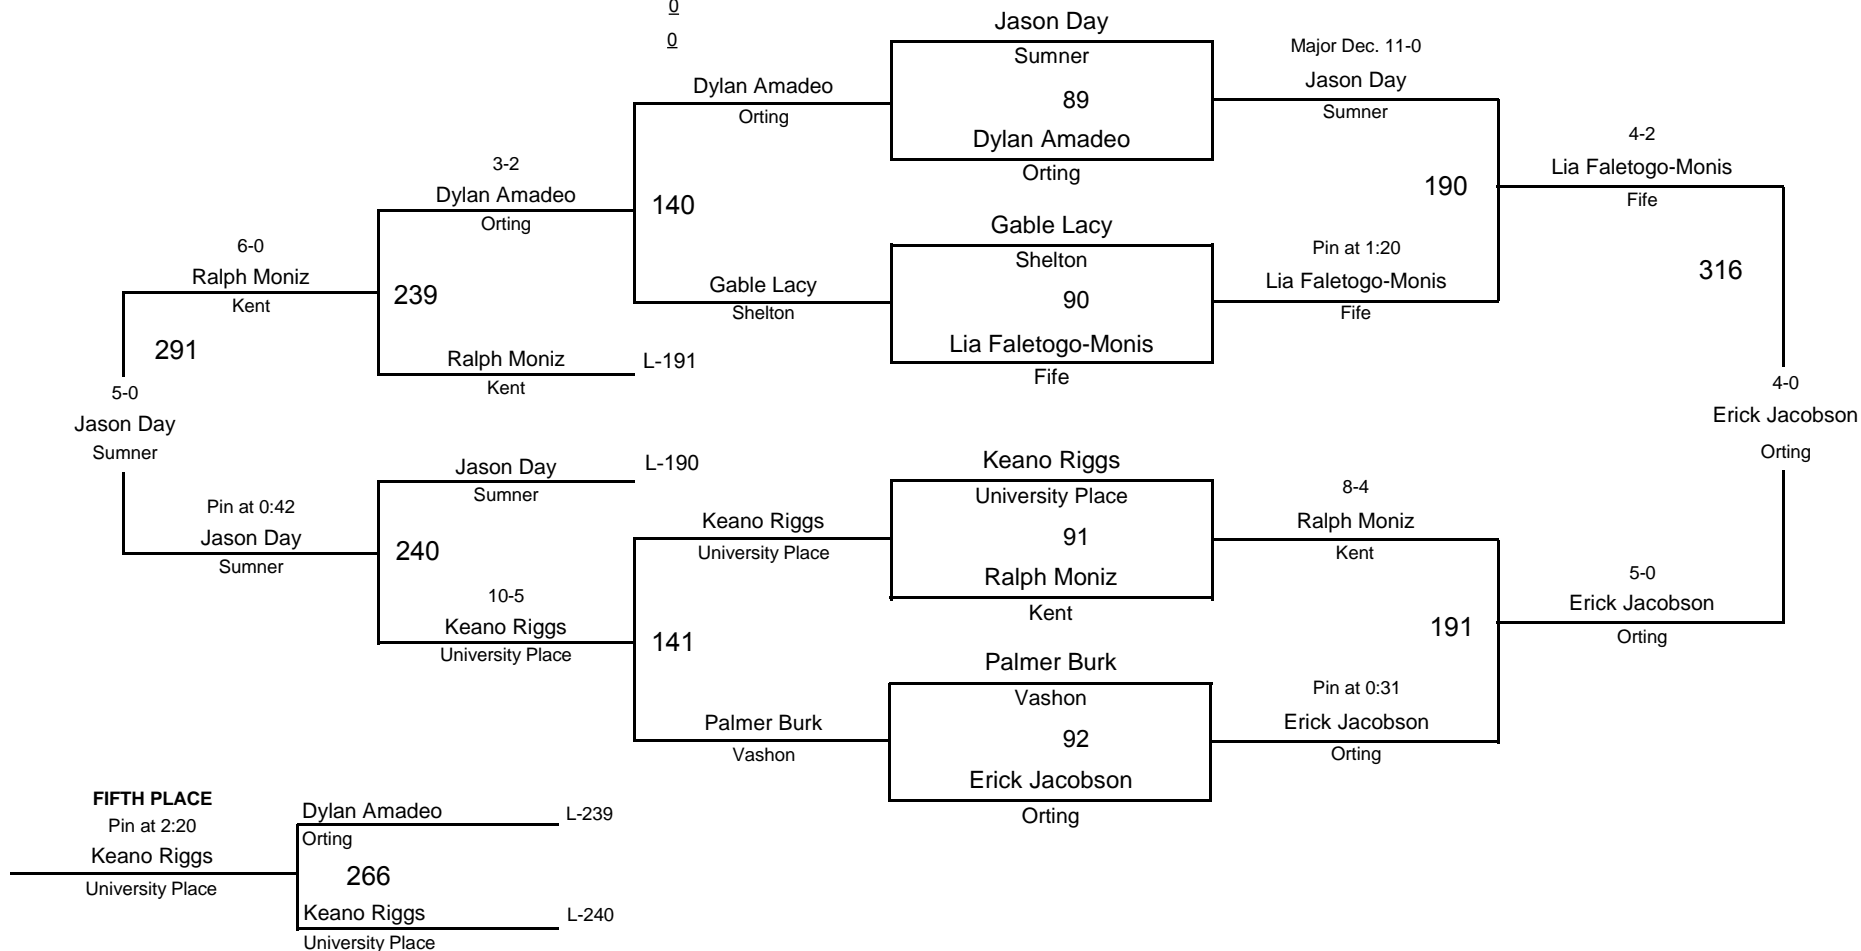 0
0
Jason Day
Sumner
89
Dylan Amadeo
Orting
Major Dec. 11-0
Jason Day
Sumner
Dylan Amadeo
Orting
4-2
Lia Faletogo-Monis
Fife
3-2
Dylan Amadeo
Orting
140
190
Gable Lacy
Shelton
90
Lia Faletogo-Monis
Fife
Pin at 1:20
Lia Faletogo-Monis
Fife
316
6-0
Ralph Moniz
Kent
239
Gable Lacy
Shelton
291
Ralph Moniz
Kent
L-191
5-0
Jason Day
Sumner
4-0
Erick Jacobson
Orting
Jason Day
Sumner
L-190
Keano Riggs
University Place
91
Ralph Moniz
Kent
8-4
Ralph Moniz
Kent
Pin at 0:42
Jason Day
Sumner
240
Keano Riggs
University Place
10-5
Keano Riggs
University Place
141
191
5-0
Erick Jacobson
Orting
Palmer Burk
Vashon
92
Erick Jacobson
Orting
Pin at 0:31
Erick Jacobson
Orting
Palmer Burk
Vashon
FIFTH PLACE
Pin at 2:20
Keano Riggs
University Place
Dylan Amadeo
Orting
L-239
266
Keano Riggs
University Place
L-240